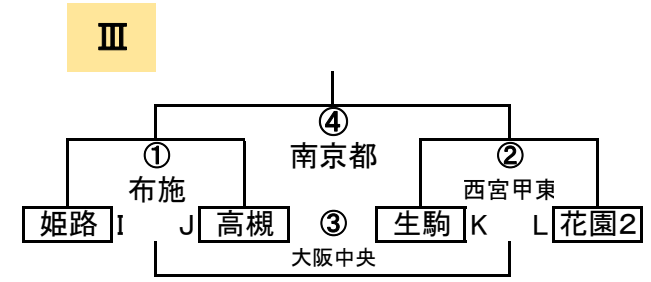 Ⅲ
④
南京都
① ②
布施 西宮甲東
姫路 I J 高槻 ③ 生駒 K L 花園2
大阪中央